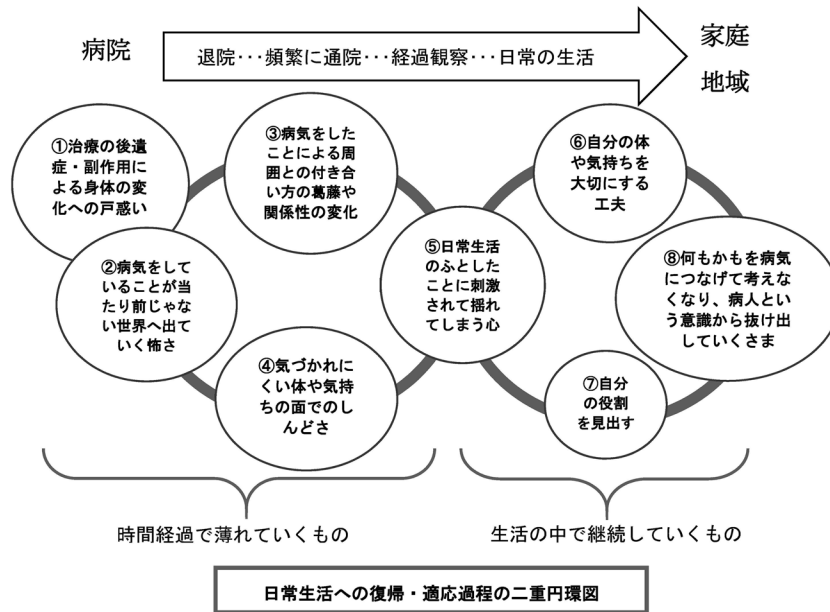 病院
退院･･･頻繁に通院･･･経過観察･･･日常の生活
家庭
地域
①治療の後遺
症・副作用に
よる身体の変
化への戸惑い
②病気をして
いることが当
たり前じゃな
い世界へ出て
いく怖さ
③病気をした
ことによる周
囲との付き合
い方の葛藤や
関係性の変化
④気づかれに
くい体や気持
ちの面でのし
んどさ
⑤日常生活
のふとした
ことに刺激
されて揺れ
てしまう心
⑥自分の体
や気持ちを
大切にする
工夫
⑦自分
の役割
を見出す
⑧何もかもを病気
につなげて考えな
くなり、病人とい
う意識から抜け出
していくさま
時間経過で薄れていくもの
生活の中で継続していくもの
日常生活への復帰・適応過程の二重円環図